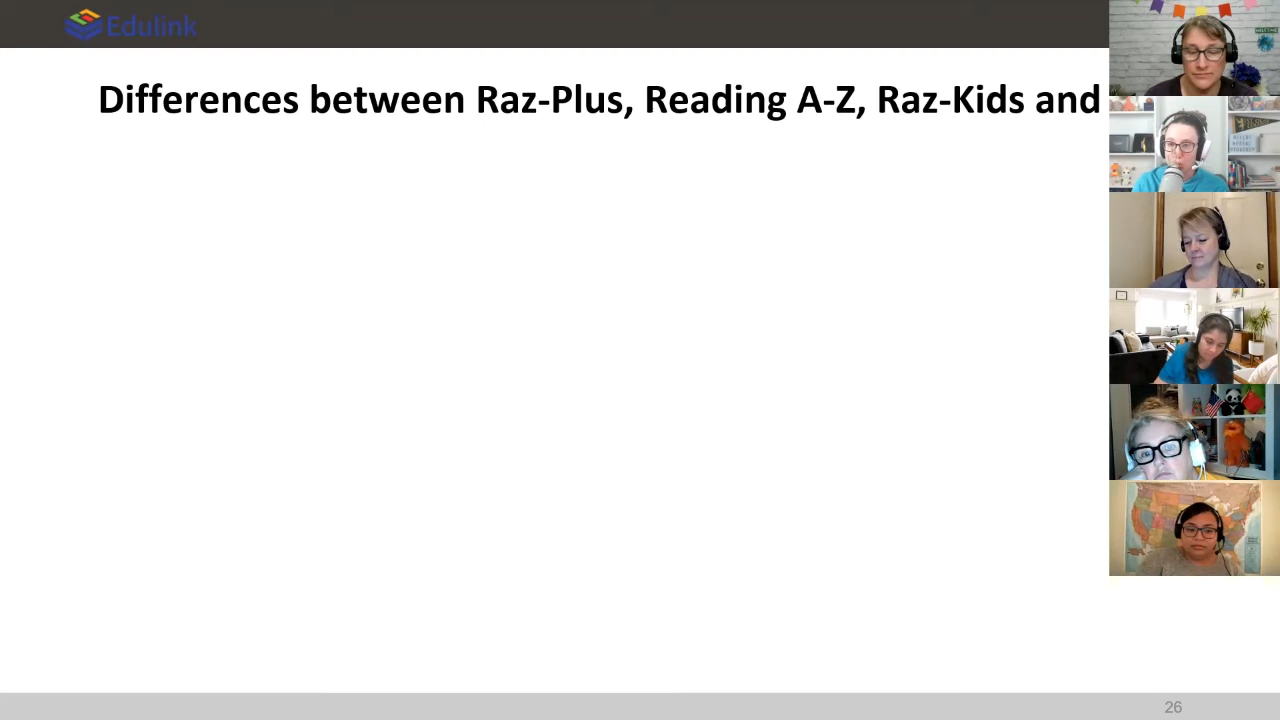 Edulink
Differences between Raz-Plus, Reading A-Z, Raz-Kids and
26